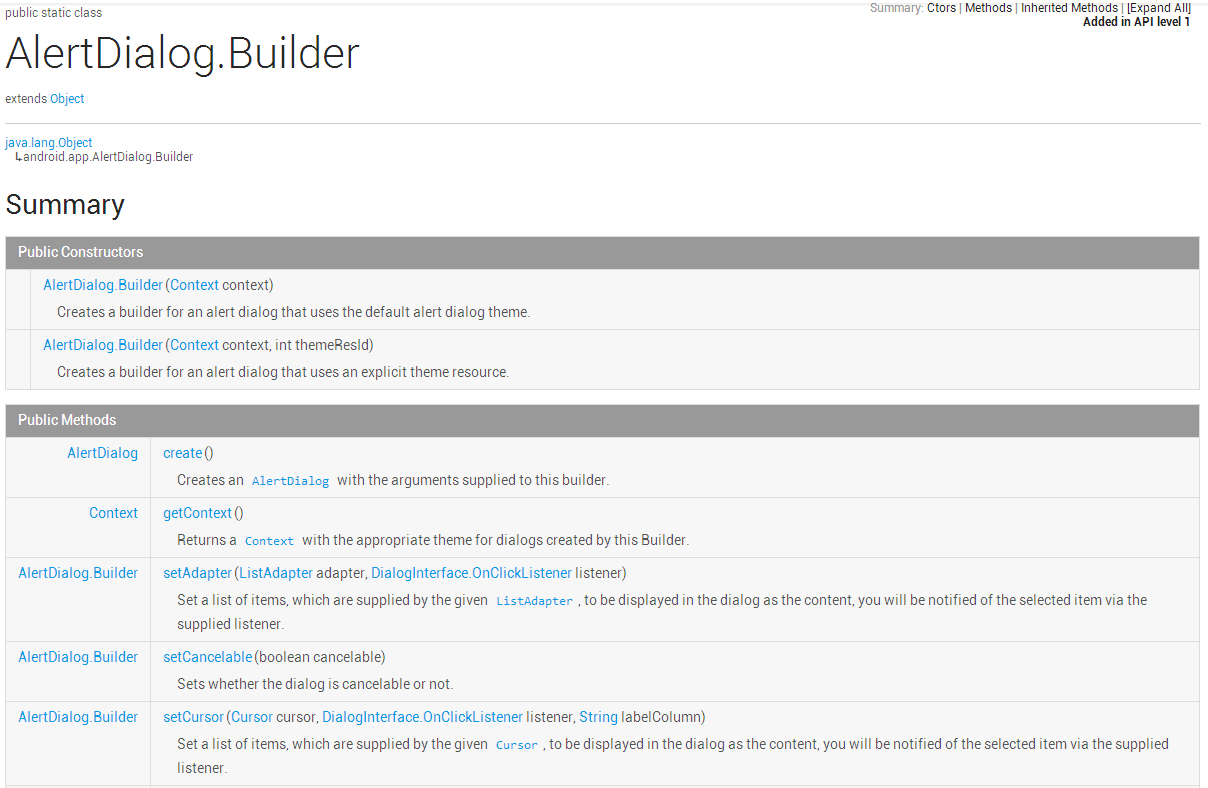 public static class
Summary: Ctors | Methods | Inherited Methods | [Expand All]
Added in API level 1
AlertDialog.Builder
extends Object
java.lang.Object
↳android.app.AlertDialog.Builder
Summary
Public Constructors
AlertDialog.Builder(Context context)
Creates a builder for an alert dialog that uses the default alert dialog theme.
AlertDialog.Builder(Context context, int themeResId)
Creates a builder for an alert dialog that uses an explicit theme resource.
Public Methods
AlertDialog create()
Creates an AlertDialog with the arguments supplied to this builder.
Context getContext()
Returns a Context with the appropriate theme for dialogs created by this Builder.
AlertDialog.Builder setAdapter(ListAdapter adapter, DialogInterface.OnClickListener listener)
Set a list of items, which are supplied by the given ListAdapter, to be displayed in the dialog as the content, you will be notified of the selected item via the
supplied listener.
AlertDialog.Builder setCancelable(boolean cancelable)
Sets whether the dialog is cancelable or not.
AlertDialog.Builder setCursor(Cursor cursor, DialogInterface.OnClickListener listener, String labelColumn)
Set a list of items, which are supplied by the given Cursor, to be displayed in the dialog as the content, you will be notified of the selected item via the supplied
listener.